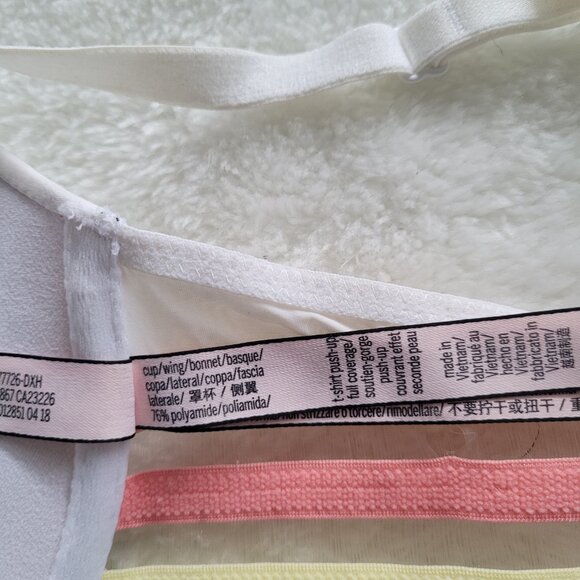 7726-DXH
867 CA23226
012851 04 18
cup/wing/bonnet/basque/
copa/lateral/coppa/fascia
laterale/ 罩杯 / 侧翼
76% polyamide/poliamida/
t-shirt push-up
full coverage/
soutien-gorge
push-up
couvrant effet
seconde peau
made in
Vietnam/
fabriqué au
Vietnam/
hecho en
Vietnam/
fabbricato in
Vietnam/
越南制造
non strizzare o torcere/rimodellare/ 不要拧干或扭干 / 重